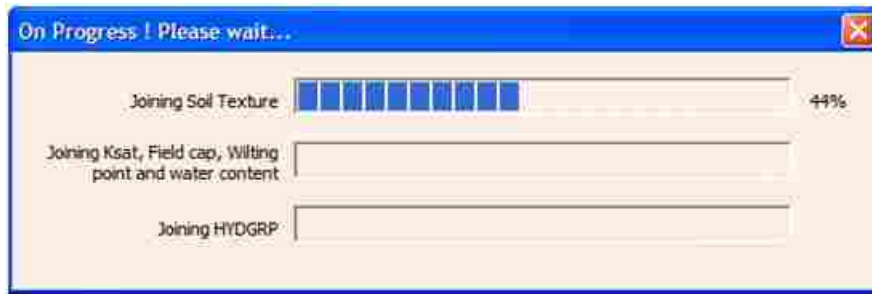 On Progress ! Please wait...
Joining Soil Texture
44%
Joining Ksat, Field cap, Wilting
point and water content
Joining HYDGRP